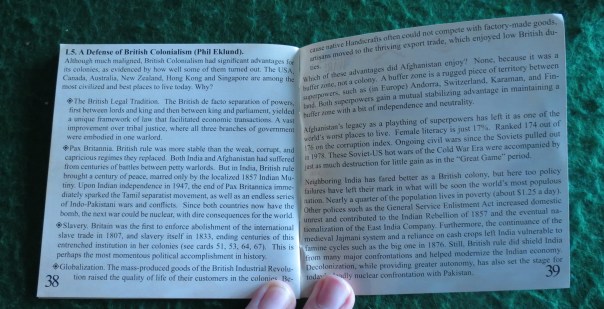 1.5. A Defense of British Colonialism (Phil Eklund).
Although much maligned, British Colonialism had significant advantages for
its colonies, as evidenced by how well some of them turned out. The USA,
Canada, Australia, New Zealand, Hong Kong and Singapore are among the
most civilized and best places to live today. Why?
❖The British Legal Tradition. The British de facto separation of powers,
first between lords and king and then between king and parliament, yielded
a unique framework of law that facilitated economic transactions. A vast
improvement over tribal justice, where all three branches of government
were embodied in one warlord.
❖Pax Britannia. British rule was more stable than the weak, corrupt, and
capricious regimes they replaced. Both India and Afghanistan had suffered
from centuries of battles between petty warlords. But in India, British rule
brought a century of peace, marred only by the localized 1857 Indian Mu-
tiny. Upon Indian independence in 1947, the end of Pax Britannica imme-
diately sparked the Tamil separatist movement, as well as an endless series
of Indo-Pakistan wars and conflicts. Since both countries now have the
bomb, the next war could be nuclear, with dire consequences for the world.
❖Slavery. Britain was the first to enforce abolishment of the international
slave trade in 1807, and slavery itself in 1833, ending centuries of this
entrenched institution in her colonies (see cards 51, 53, 64, 67). This is
perhaps the most momentous political accomplishment in history.
❖Globalization. The mass-produced goods of the British Industrial Revolu-
tion raised the quality of life of their customers in the colonies. Be-
38
cause native Handicrafts often could not compete with factory-made goods,
artisans moved to the thriving export trade, which enjoyed low British du-
ties.
Which of these advantages did Afghanistan enjoy? None, because it was a
buffer zone, not a colony. A buffer zone is a rugged piece of territory between
superpowers, such as (in Europe) Andorra, Switzerland, Karaman, and Fin-
land. Both superpowers gain a mutual stabilizing advantage in maintaining a
buffer zone with a bit of independence and neutrality.
Afghanistan's legacy as a plaything of superpowers has left it as one of the
world's worst places to live. Female literacy is just 17%. Ranked 174 out of
178 on the corruption index. Ongoing civil wars since the Soviets pulled out
in 1978. These Soviet-US bot wars of the Cold War Era were accompanied by
just as much destruction for little gain as in the "Great Game" period.
Neighboring India has fared better as a British colony, but here too policy
failures have left their mark in what will be soon the world's most populous
nation. Nearly a quarter of the population lives in poverty (about $1.25 a day).
Other polices such as the General Service Enlistment Act increased domestic
unrest and contributed to the Indian Rebellion of 1857 and the eventual na-
tionalization of the East India Company. Furthermore, the continuance of the
medieval Jajmani system and a reliance on cash crops left India vulnerable to
famine cycles such as the big one in 1876. Still, British rule did shield India
from many major confrontations and helped modernize the Indian economy.
Decolonization, while providing greater autonomy, has also set the stage for
nuclear confrontation with Pakistan.
39